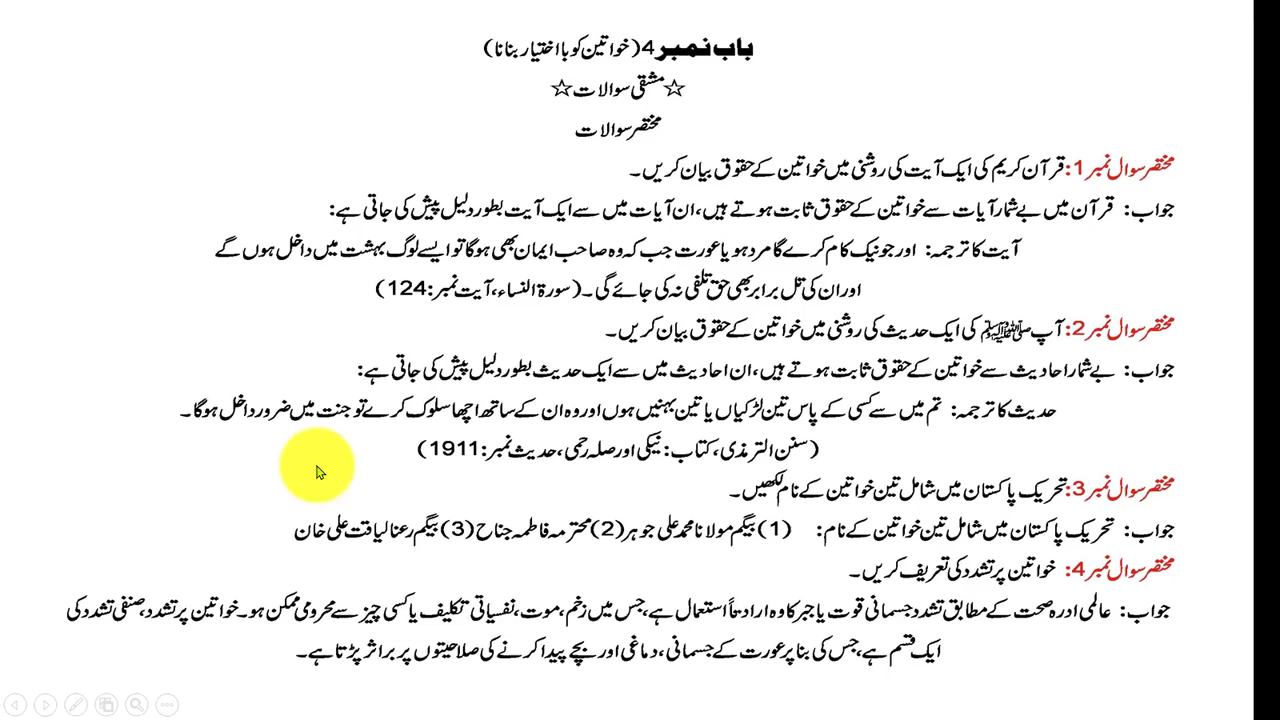 باب نمبر 4(خواتین کو با اختیار بنانا)
☆مشقی سوالات☆
مختصر سوالات
مختصر سوال نمبر 1: قرآن کریم کی ایک آیت کی روشنی میں خواتین کے حقوق بیان کریں۔
جواب: قرآن میں بے شمار آیات سے خواتین کے حقوق ثابت ہوتے ہیں، ان آیات میں سے ایک آیت بطور دلیل پیش کی جاتی ہے:
آیت کا ترجمہ: اور جو نیک کام کرے گا مرد ہو یا عورت جب کہ وہ صاحب ایمان بھی ہوگا تو ایسے لوگ بہشت میں داخل ہوں گے
اور ان کی تل برابر بھی حق تلفی نہ کی جائے گی۔(سورۃ النساء، آیت نمبر:124)
مختصر سوال نمبر 2: آپ ﷺ کی ایک حدیث کی روشنی میں خواتین کے حقوق بیان کریں۔
جواب: بے شمار احادیث سے خواتین کے حقوق ثابت ہوتے ہیں، ان احادیث میں سے ایک حدیث بطور دلیل پیش کی جاتی ہے:
حدیث کا ترجمہ: تم میں سے کسی کے پاس تین لڑکیاں یا تین بہنیں ہوں اور وہ ان کے ساتھ اچھا سلوک کرے تو جنت میں ضرور داخل ہوگا۔
(سنن الترمذی، کتاب: نیکی اور صلہ رحمی، حدیث نمبر:1911)
مختصر سوال نمبر 3: تحریک پاکستان میں شامل تین خواتین کے نام لکھیں۔
جواب: تحریک پاکستان میں شامل تین خواتین کے نام: (1) بیگم مولانا محمد علی جوہر(2) محترمہ فاطمہ جناح (3) بیگم رعنا لیاقت علی خان
مختصر سوال نمبر 4: خواتین پر تشدد کی تعریف کریں۔
جواب: عالمی ادرہ صحت کے مطابق تشدد جسمانی قوت یا جبر کا وہ ارادتاً استعمال ہے، جس میں زخم، موت، نفسیاتی تکلیف یا کسی چیز سے محرومی ممکن ہو۔ خواتین پر تشدد، صنفی تشدد کی
ایک قسم ہے، جس کی بنا پر عورت کے جسمانی، دماغی اور بچے پیدا کرنے کی صلاحیتوں پر برا اثر پڑتا ہے۔